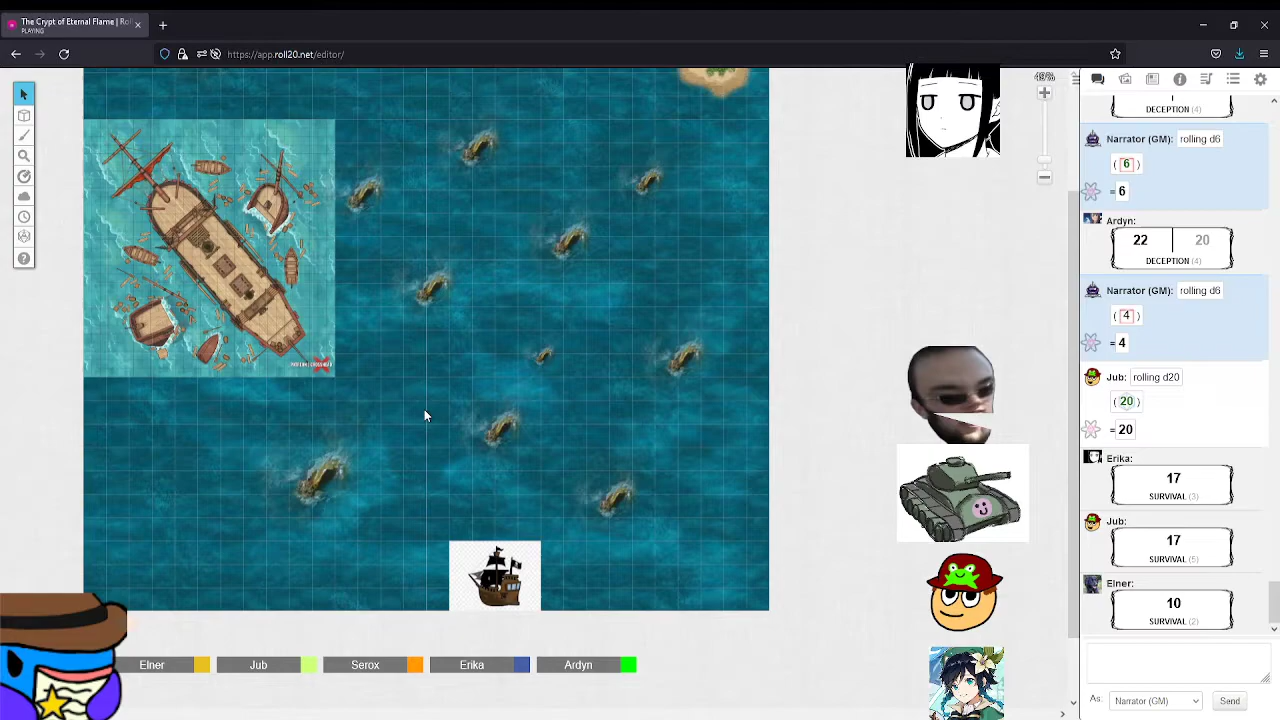 The Crypt of Eternal Flame | Roll
PLAYING
https://app.roll20.net/editor/
49%
DECEPTION (4)
Narrator (GM): rolling d6
( 6 )
= 6
Ardyn:
22 20
DECEPTION (4)
Narrator (GM): rolling d6
( 4 )
= 4
Jub: rolling d20
( 20 )
= 20
Erika:
17
SURVIVAL (3)
Jub:
17
SURVIVAL (5)
Elner:
10
SURVIVAL (2)
Elner Jub Serox Erika Ardyn
As: Narrator (GM) Send